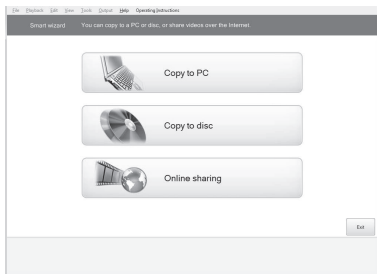 File Playback Edit View Tools Output Help Operating Instructions
Smart wizard You can copy to a PC or disc, or share videos over the Internet.
Copy to PC
Copy to disc
Online sharing
Exit